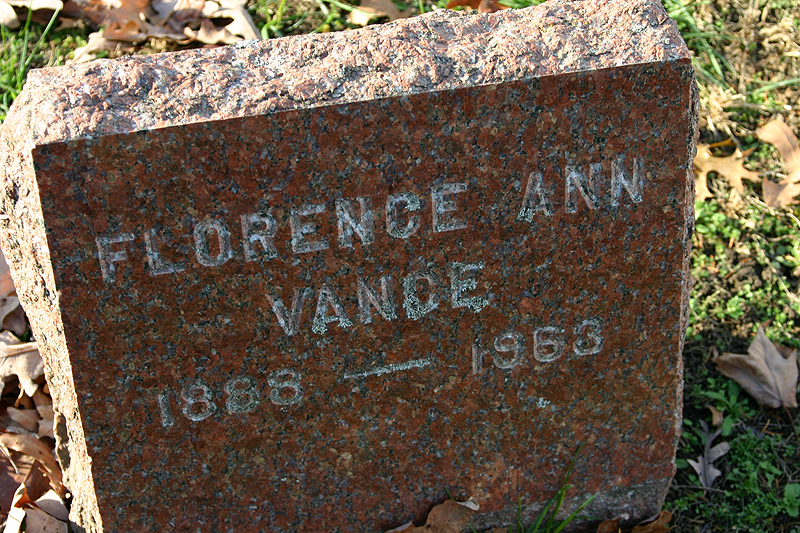 FLORENCE ANN
VANCE
1888 — 1963